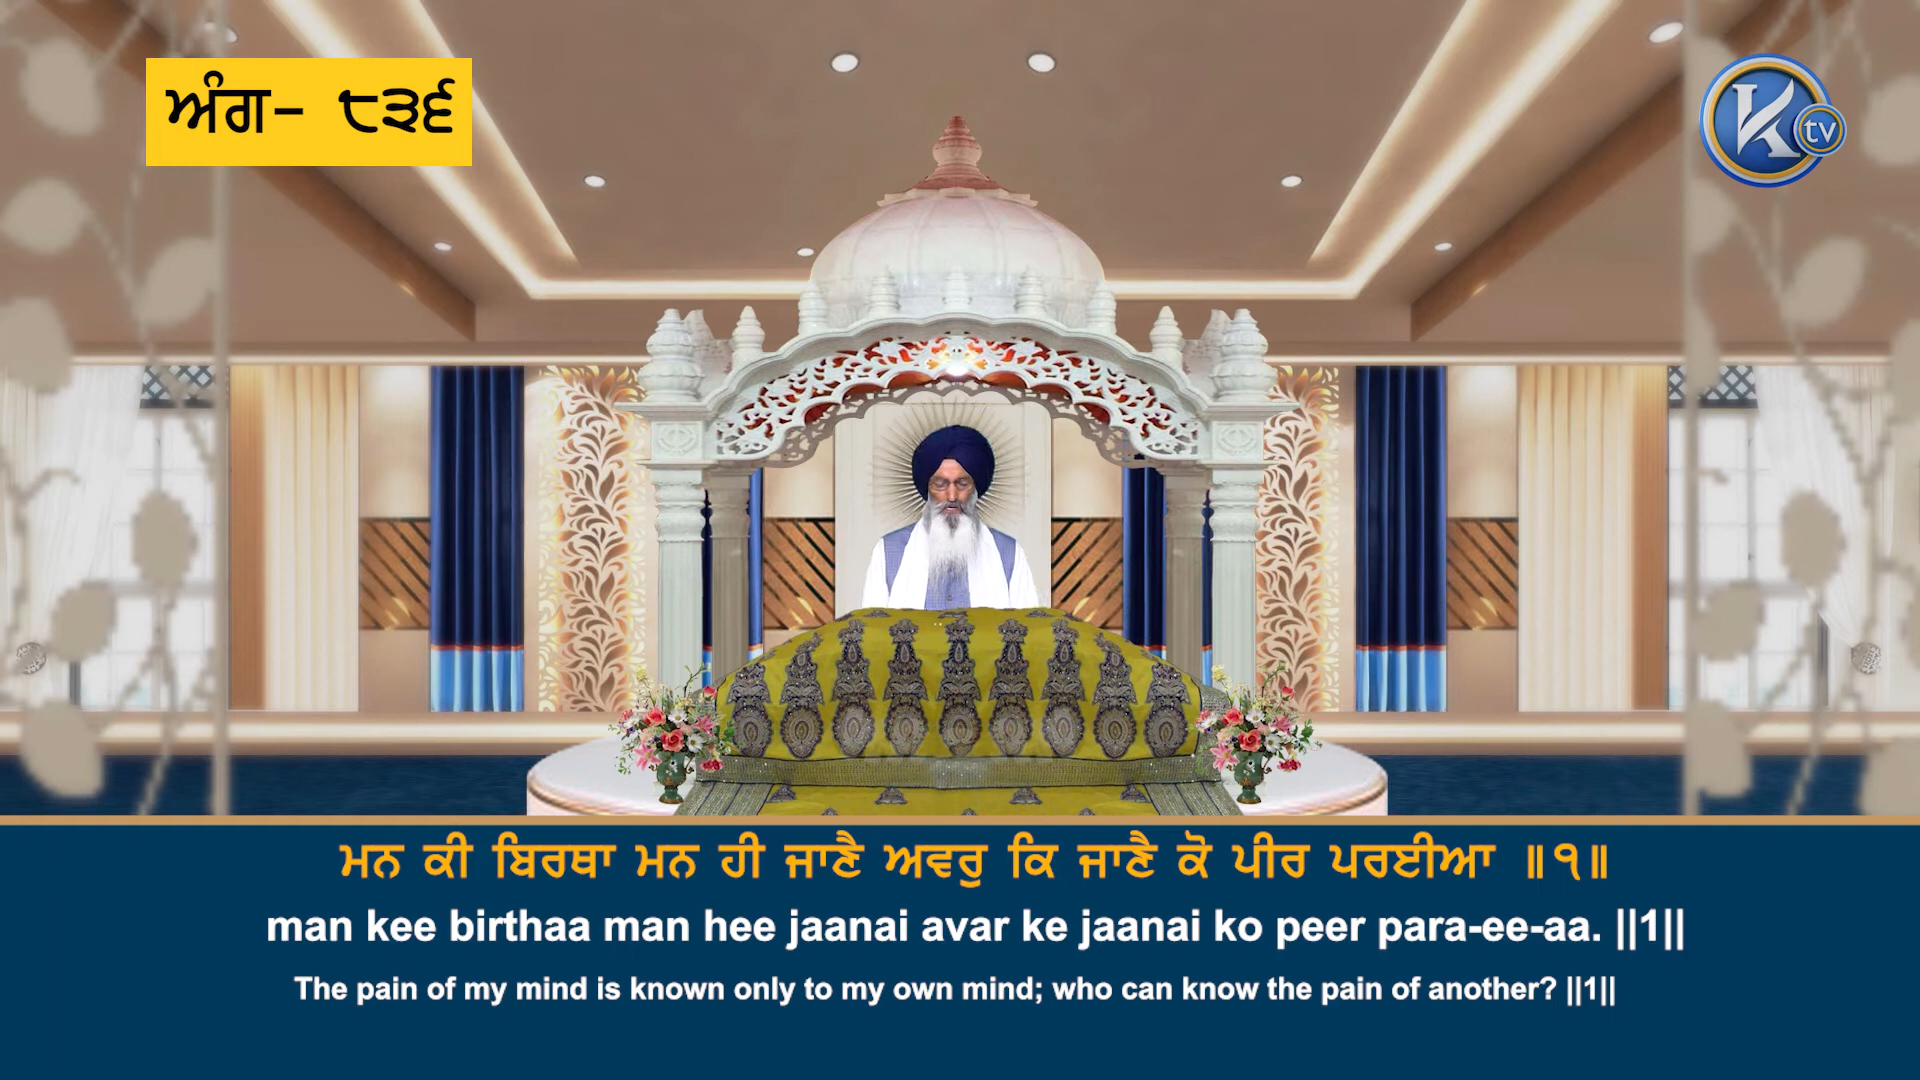 ਅੰਗ- ੮੩੬
K tv
ਮਨ ਕੀ ਬਿਰਥਾ ਮਨ ਹੀ ਜਾਣੈ ਅਵਰੁ ਕਿ ਜਾਣੈ ਕੋ ਪੀਰ ਪਰਈਆ ॥੧॥
man kee birthaa man hee jaanai avar ke jaanai ko peer para-ee-aa. ||1||
The pain of my mind is known only to my own mind; who can know the pain of another? ||1||